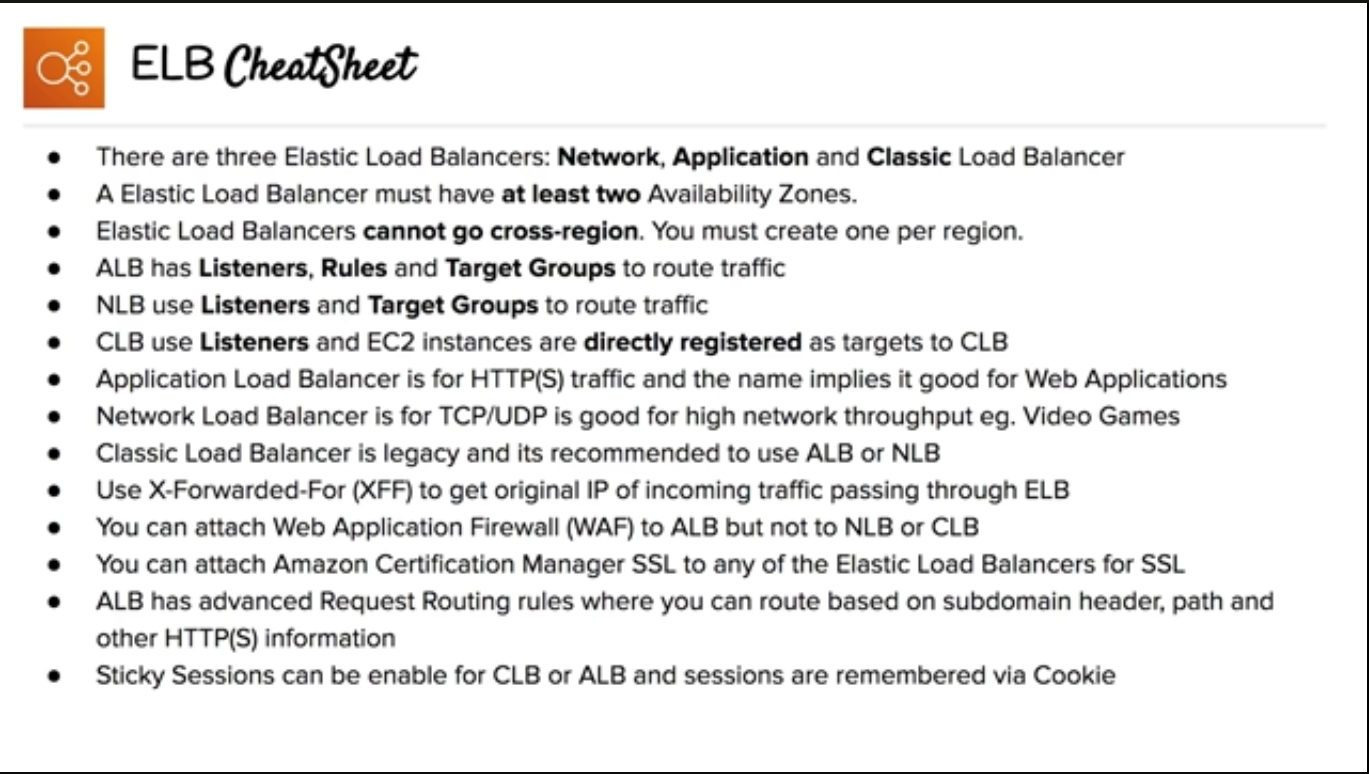 ELB CheatSheet
● There are three Elastic Load Balancers: Network, Application and Classic Load Balancer
● A Elastic Load Balancer must have at least two Availability Zones.
● Elastic Load Balancers cannot go cross-region. You must create one per region.
● ALB has Listeners, Rules and Target Groups to route traffic
● NLB use Listeners and Target Groups to route traffic
● CLB use Listeners and EC2 instances are directly registered as targets to CLB
● Application Load Balancer is for HTTP(S) traffic and the name implies it good for Web Applications
● Network Load Balancer is for TCP/UDP is good for high network throughput eg. Video Games
● Classic Load Balancer is legacy and its recommended to use ALB or NLB
● Use X-Forwarded-For (XFF) to get original IP of incoming traffic passing through ELB
● You can attach Web Application Firewall (WAF) to ALB but not to NLB or CLB
● You can attach Amazon Certification Manager SSL to any of the Elastic Load Balancers for SSL
● ALB has advanced Request Routing rules where you can route based on subdomain header, path and
other HTTP(S) information
● Sticky Sessions can be enable for CLB or ALB and sessions are remembered via Cookie